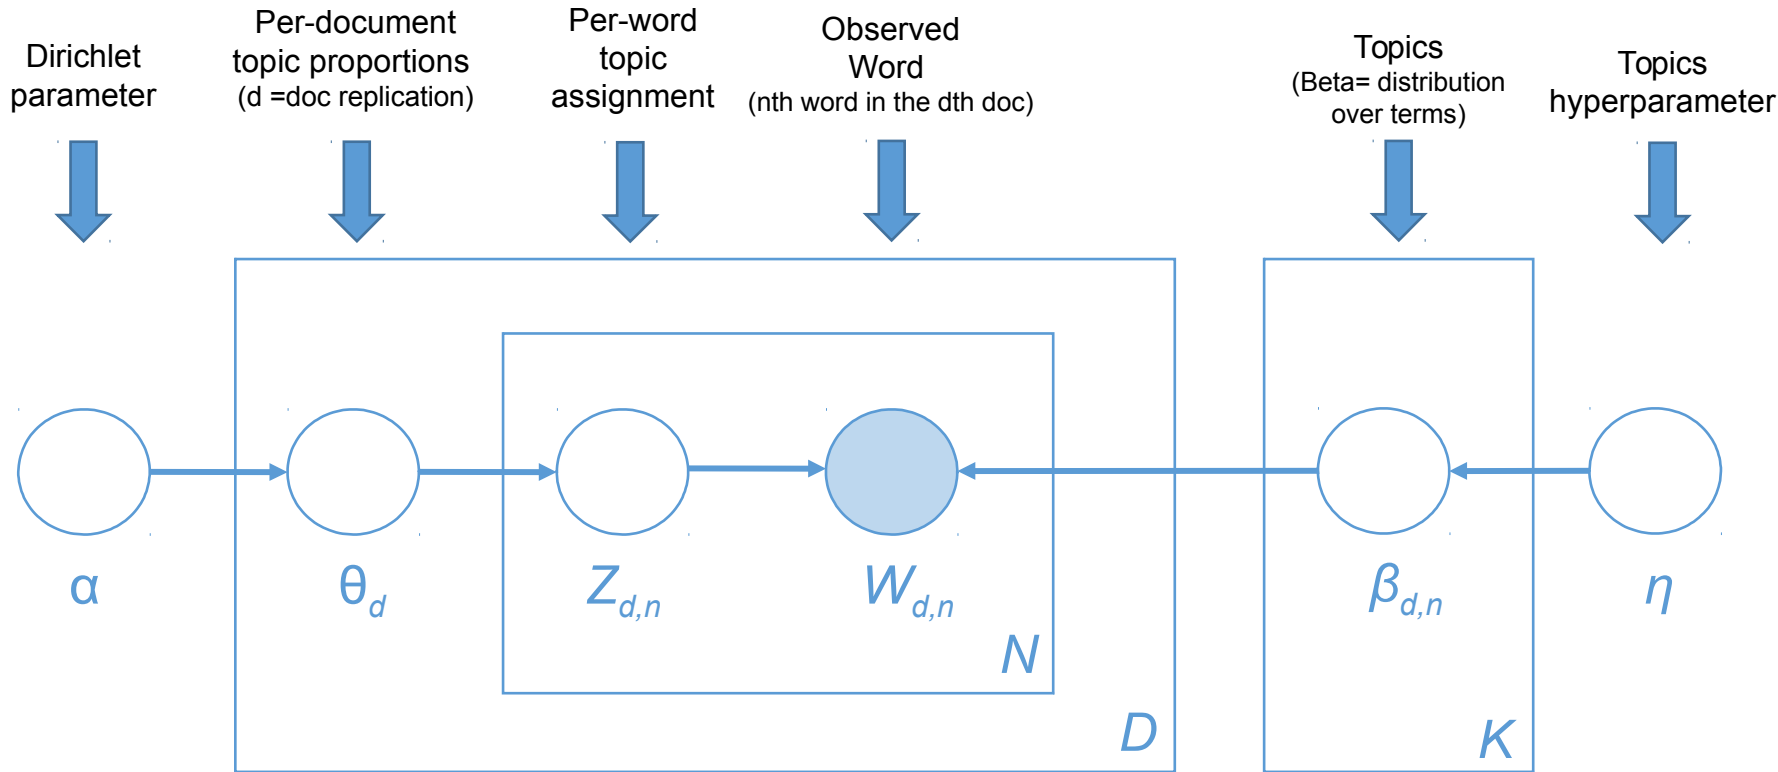 Dirichlet
parameter
Per-document
topic proportions
(d =doc replication)
Per-word
topic
assignment
Observed
Word
(nth word in the dth doc)
Topics
(Beta= distribution
over terms)
Topics
hyperparameter
α
θd
Zd,n
Wd,n
βd,n
η
N
D
K